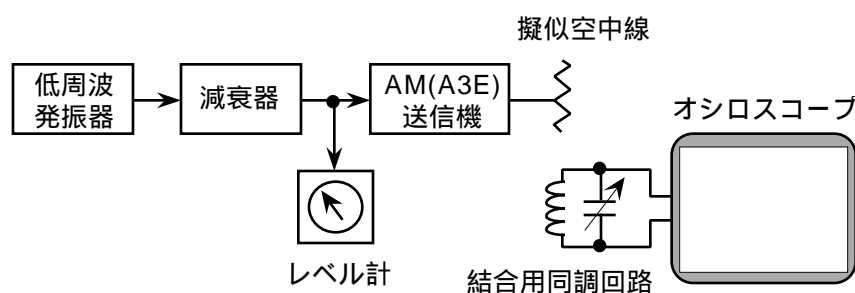 擬似空中線
低周波
発振器
減衰器
AM(A3E)
送信機
オシロスコープ
レベル計
結合用同調回路